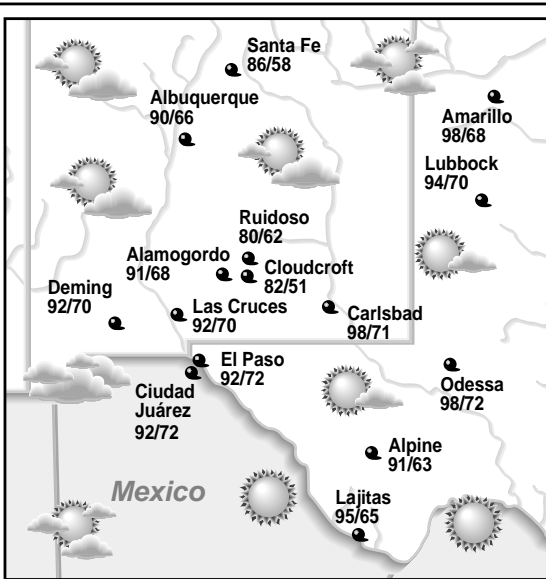 Santa Fe
86/58
Albuquerque
90/66
Amarillo
98/68
Lubbock
94/70
Ruidoso
80/62
Alamogordo
91/68
Cloudcroft
82/51
Deming
92/70
Las Cruces
92/70
Carlsbad
98/71
El Paso
92/72
Ciudad
Juárez
92/72
Odessa
98/72
Alpine
91/63
Mexico
Lajitas
95/65